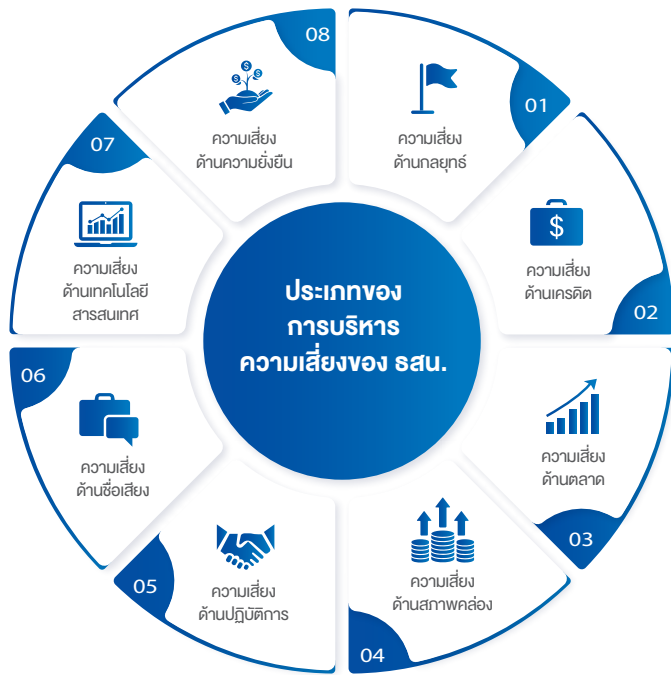 ประเภทของ
การบริหาร
ความเสี่ยงของ ธสน.
01
ความเสี่ยง
ด้านกลยุทธ์
02
$
ความเสี่ยง
ด้านเครดิต
03
ความเสี่ยง
ด้านตลาด
04
ความเสี่ยง
ด้านสภาพคล่อง
05
ความเสี่ยง
ด้านปฏิบัติการ
06
ความเสี่ยง
ด้านชื่อเสียง
07
ความเสี่ยง
ด้านเทคโนโลยี
สารสนเทศ
08
$ $ $
ความเสี่ยง
ด้านความยั่งยืน